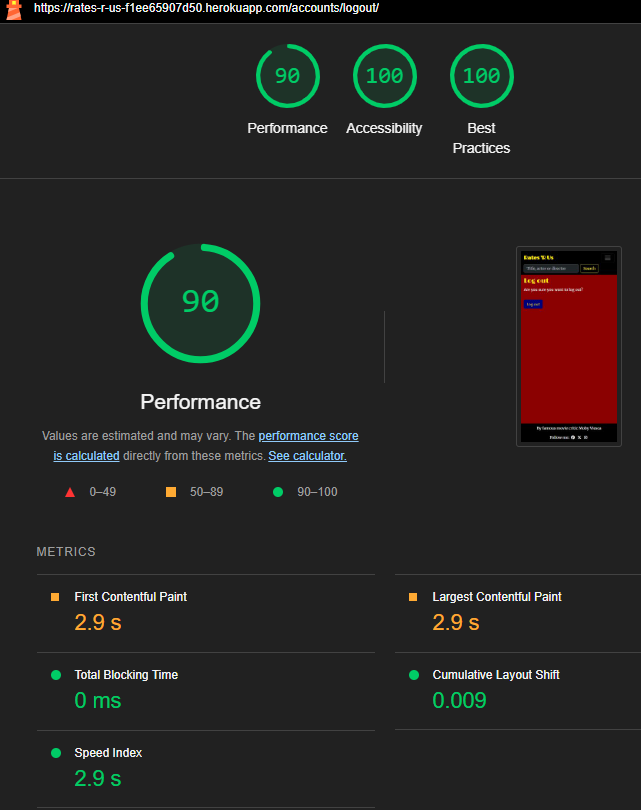 https://rates-r-us-f1ee65907d50.herokuapp.com/accounts/logout/
90
100
100
Performance
Accessibility
Best
Practices
90
Rates R Us
Title, actor or director
Search
Log out
Are you sure you want to log out?
Log out
By famous movie critic Moby Vance
Follow me:
Performance
Values are estimated and may vary. The performance score
is calculated directly from these metrics. See calculator.
0–49
50–89
90–100
METRICS
First Contentful Paint
2.9 s
Largest Contentful Paint
2.9 s
Total Blocking Time
0 ms
Cumulative Layout Shift
0.009
Speed Index
2.9 s